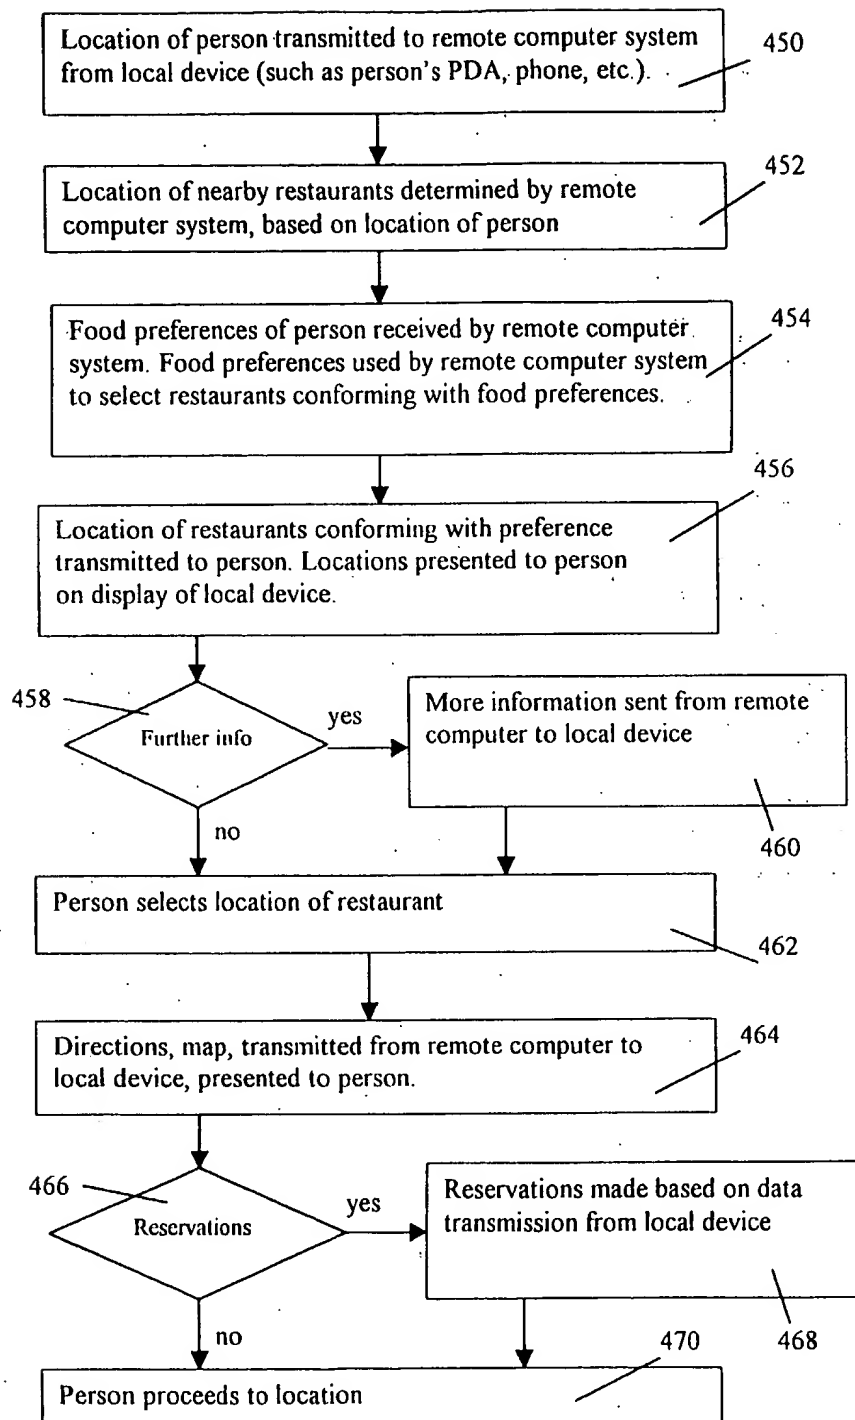 Location of person transmitted to remote computer system
from local device (such as person's PDA, phone, etc.).
450
Location of nearby restaurants determined by remote
computer system, based on location of person
452
Food preferences of person received by remote computer
system. Food preferences used by remote computer system
to select restaurants conforming with food preferences.
454
Location of restaurants conforming with preference
transmitted to person. Locations presented to person
on display of local device.
456
458
Further info
yes
no
More information sent from remote
computer to local device
460
Person selects location of restaurant
462
Directions, map, transmitted from remote computer to
local device, presented to person.
464
466
Reservations
yes
no
Reservations made based on data
transmission from local device
468
Person proceeds to location
470